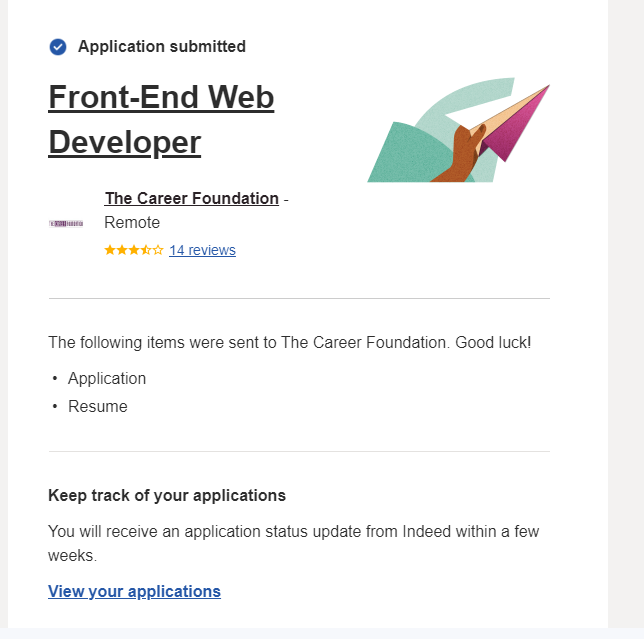 Application submitted
Front-End Web
Developer
The Career Foundation -
Remote
14 reviews
The following items were sent to The Career Foundation. Good luck!
• Application
• Resume
Keep track of your applications
You will receive an application status update from Indeed within a few
weeks.
View your applications